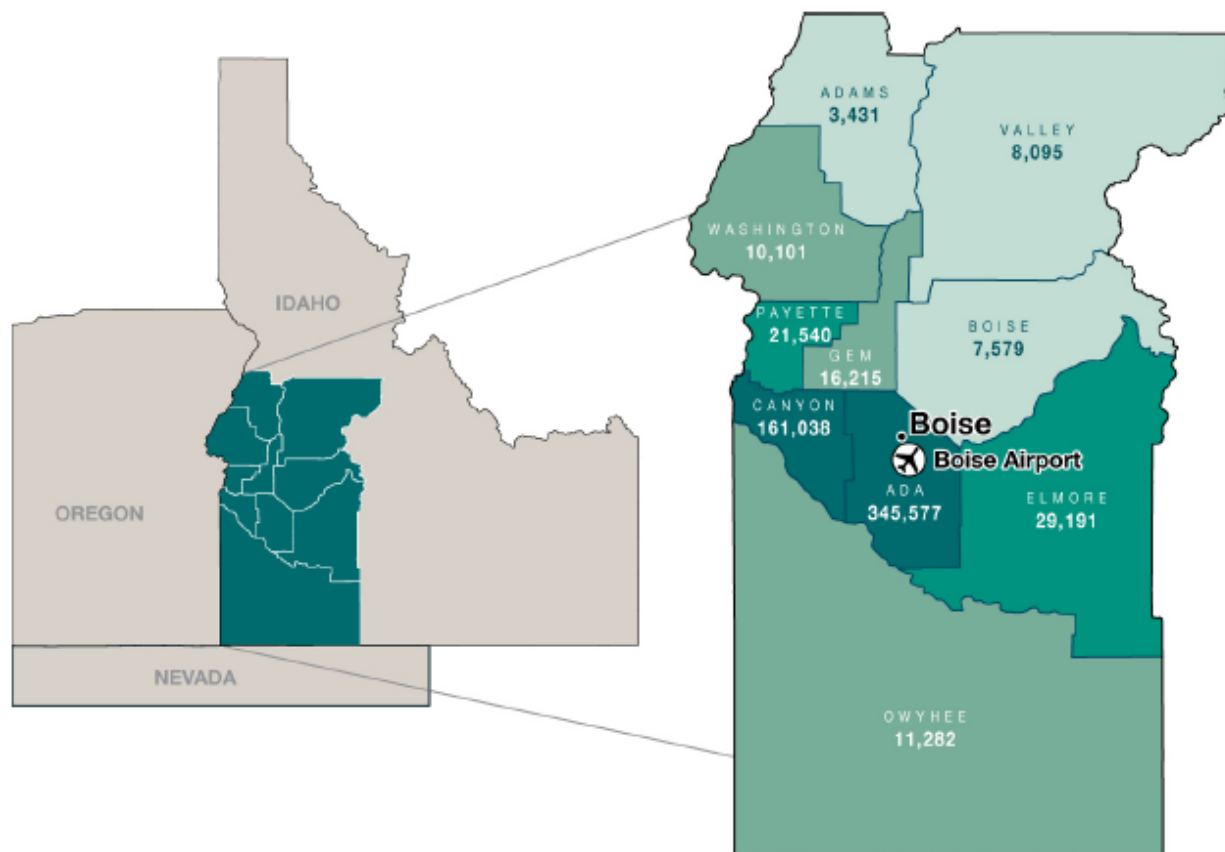 IDAHO
OREGON
NEVADA
ADAMS
3,431
VALLEY
8,095
WASHINGTON
10,101
PAYETTE
21,540
GEM
16,215
BOISE
7,579
CANYON
161,038
Boise
Boise Airport
ADA
345,577
ELMORE
29,191
OWYHEE
11,282